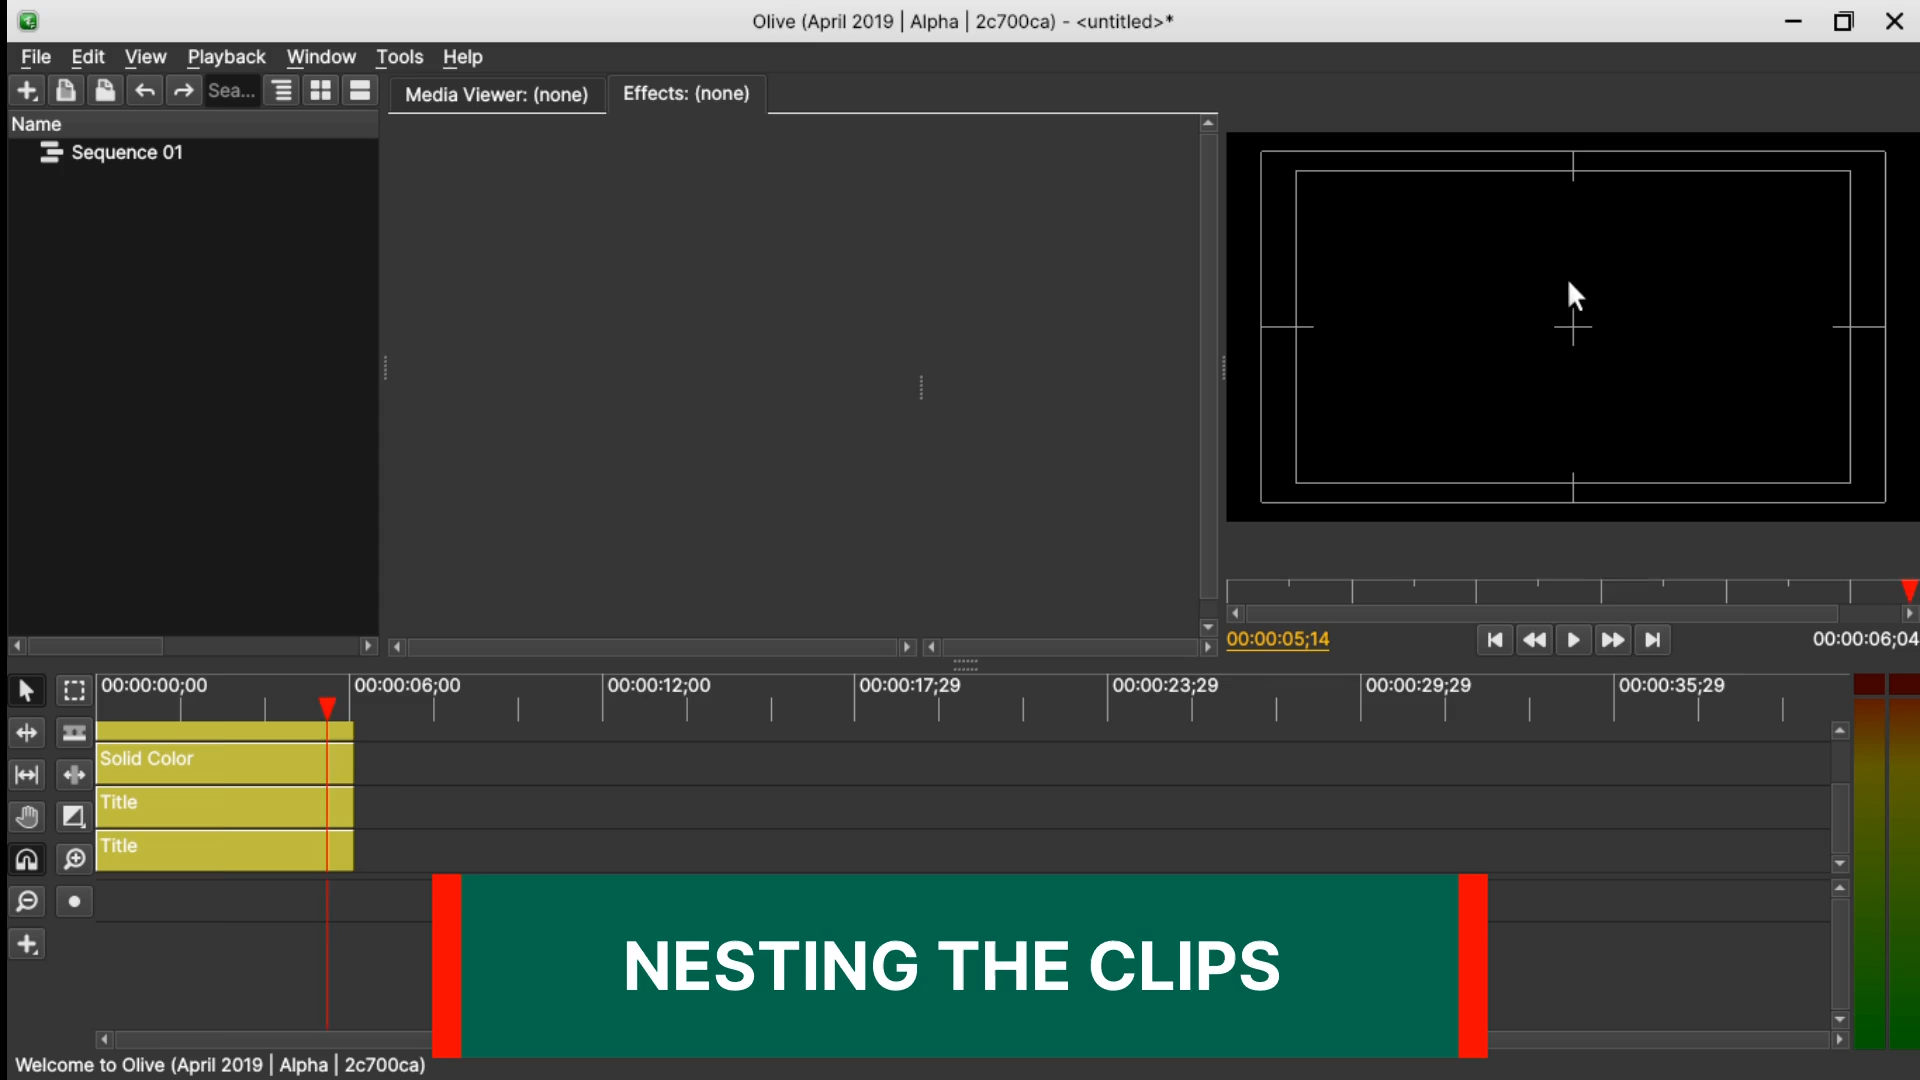 Olive (April 2019 | Alpha | 2c700ca) - <untitled>*
File Edit View Playback Window Tools Help
Sea...
Media Viewer: (none) Effects: (none)
Name
Sequence 01
00:00:05;14
00:00:06;04
00:00:00;00 00:00:06;00 00:00:12;00 00:00:17;29 00:00:23;29 00:00:29;29 00:00:35;29
Solid Color
Title
Title
NESTING THE CLIPS
Welcome to Olive (April 2019 | Alpha | 2c700ca)